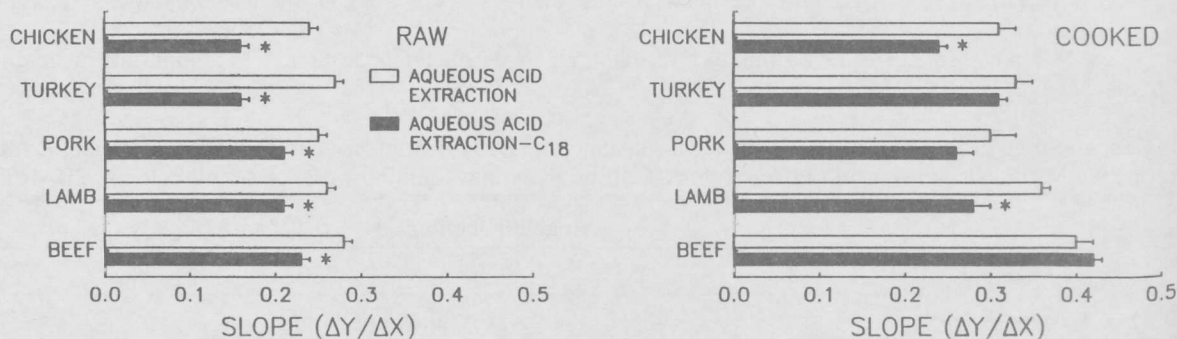 RAW
CHICKEN
TURKEY
PORK
LAMB
BEEF
AQUEOUS ACID
EXTRACTION
AQUEOUS ACID
EXTRACTION-C18
*
*
*
*
*
0.0 0.1 0.2 0.3 0.4 0.5
SLOPE (ΔY/ΔX)
COOKED
CHICKEN
TURKEY
PORK
LAMB
BEEF
*
*
0.0 0.1 0.2 0.3 0.4 0.5
SLOPE (ΔY/ΔX)